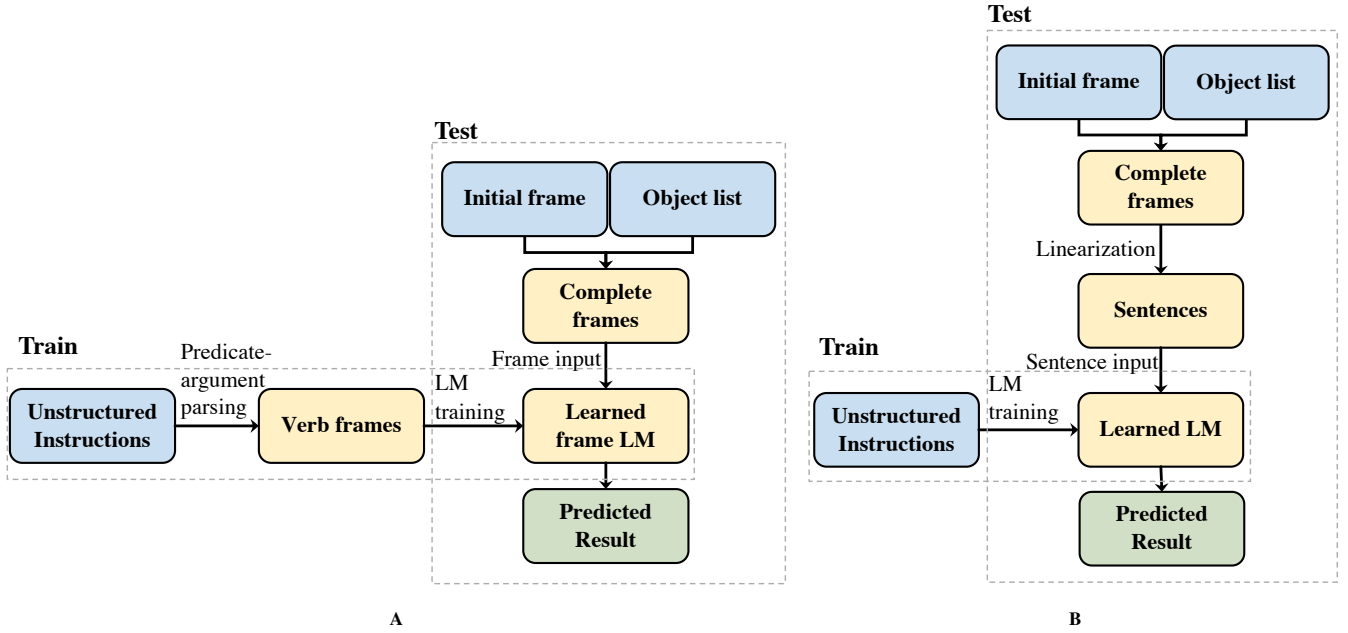 Test
Initial frame
Object list
Complete
frames
Frame input
Train
Predicate-
argument
parsing
LM
training
Unstructured
Instructions
Verb frames
Learned
frame LM
Predicted
Result
A
Test
Initial frame
Object list
Complete
frames
Linearization
Sentences
Sentence input
Train
LM
training
Unstructured
Instructions
Learned LM
Predicted
Result
B